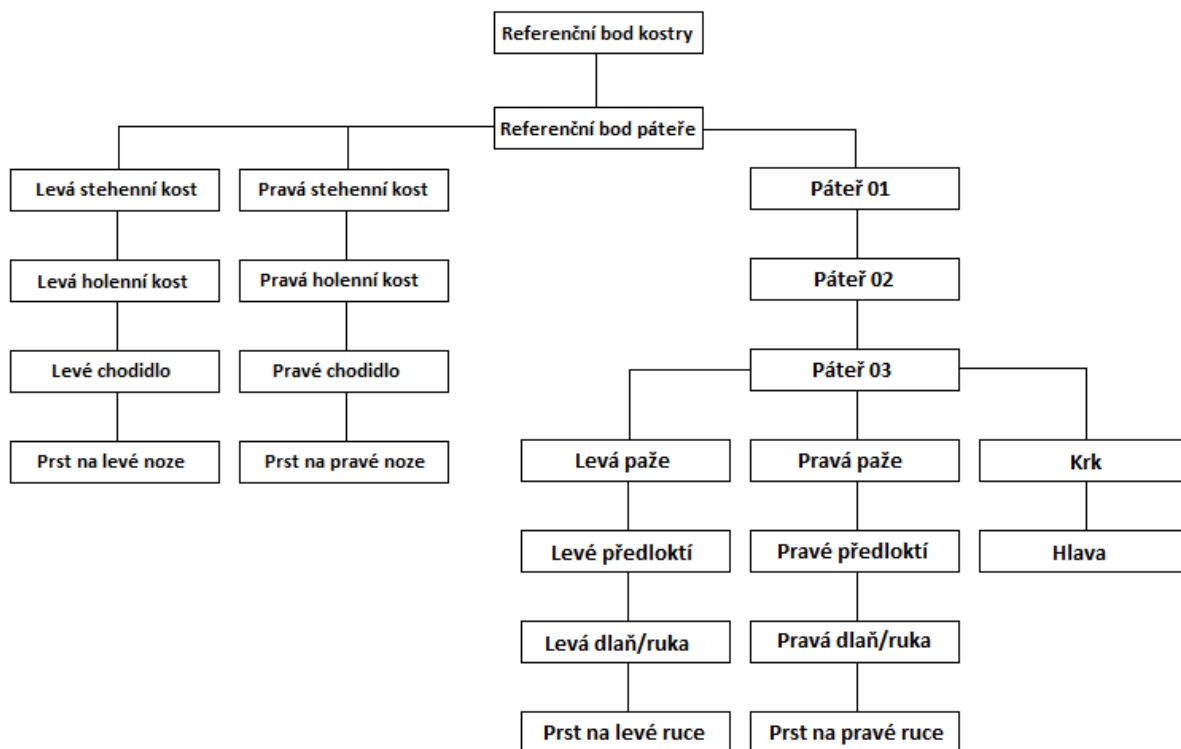 Referenční bod kostry
Referenční bod páteře
Levá stehenní kost
Pravá stehenní kost
Páteř 01
Levá holenní kost
Pravá holenní kost
Páteř 02
Levé chodidlo
Pravé chodidlo
Páteř 03
Prst na levé noze
Prst na pravé noze
Levá paže
Pravá paže
Krk
Levé předloktí
Pravé předloktí
Hlava
Levá dlaň/ruka
Pravá dlaň/ruka
Prst na levé ruce
Prst na pravé ruce